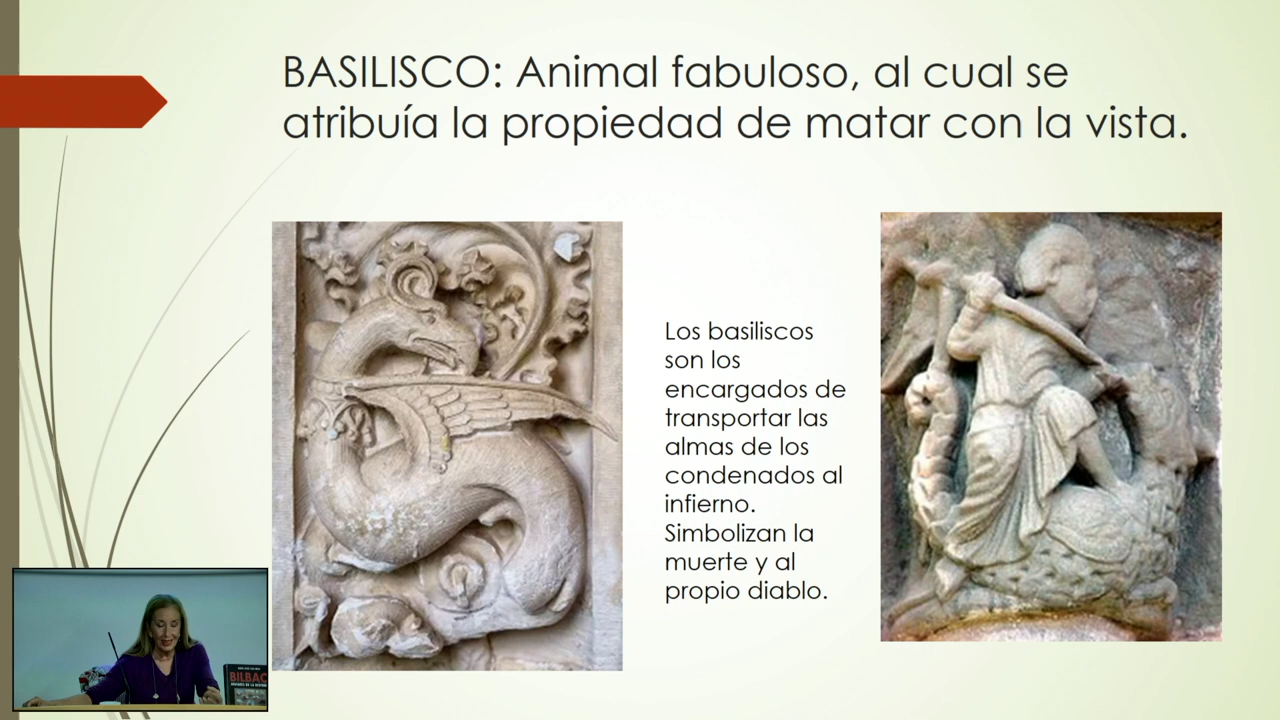 BASILISCO: Animal fabuloso, al cual se
atribuía la propiedad de matar con la vista.
Los basiliscos
son los
encargados de
transportar las
almas de los
condenados al
infierno.
Simbolizan la
muerte y al
propio diablo.
BILBAO